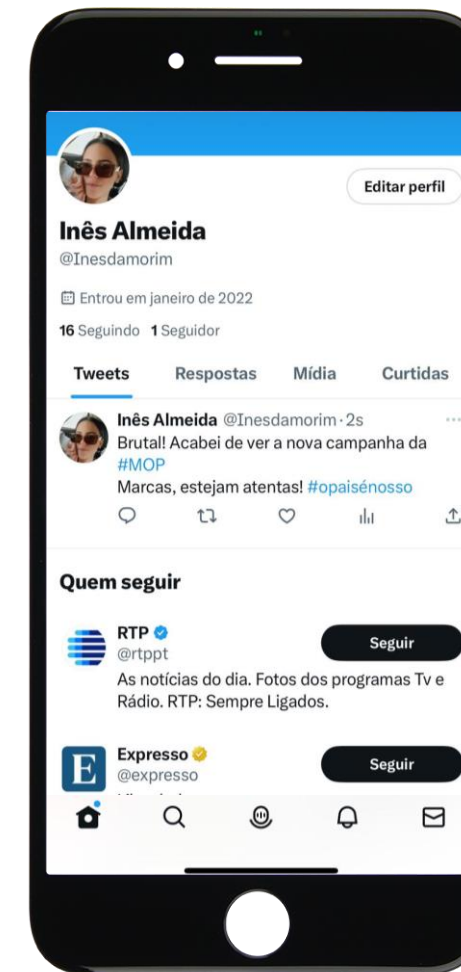 Editar perfil
Inês Almeida
@Inesdamorim
Entrou em janeiro de 2022
16 Seguindo 1 Seguidor
Tweets Respostas Mídia Curtidas
Inês Almeida @Inesdamorim · 2s
Brutal! Acabei de ver a nova campanha da
#MOP
Marcas, estejam atentas! #opaisénosso
Quem seguir
RTP
@rtppt
Seguir
As notícias do dia. Fotos dos programas Tv e
Rádio. RTP: Sempre Ligados.
E
Expresso
@expresso
Seguir